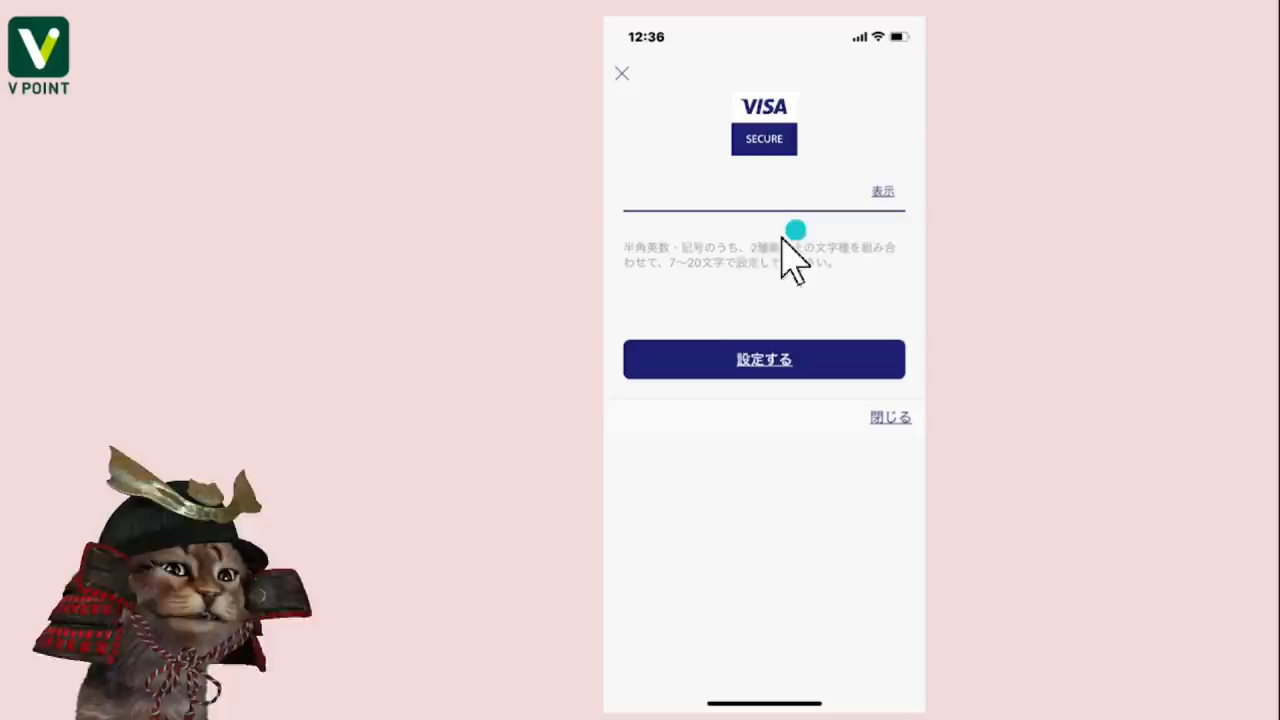 V POINT
12:36
VISA
SECURE
表示
半角英数・記号のうち、2種 の文字種を組み合
わせて、7〜20文字で設定して い。
設定する
閉じる